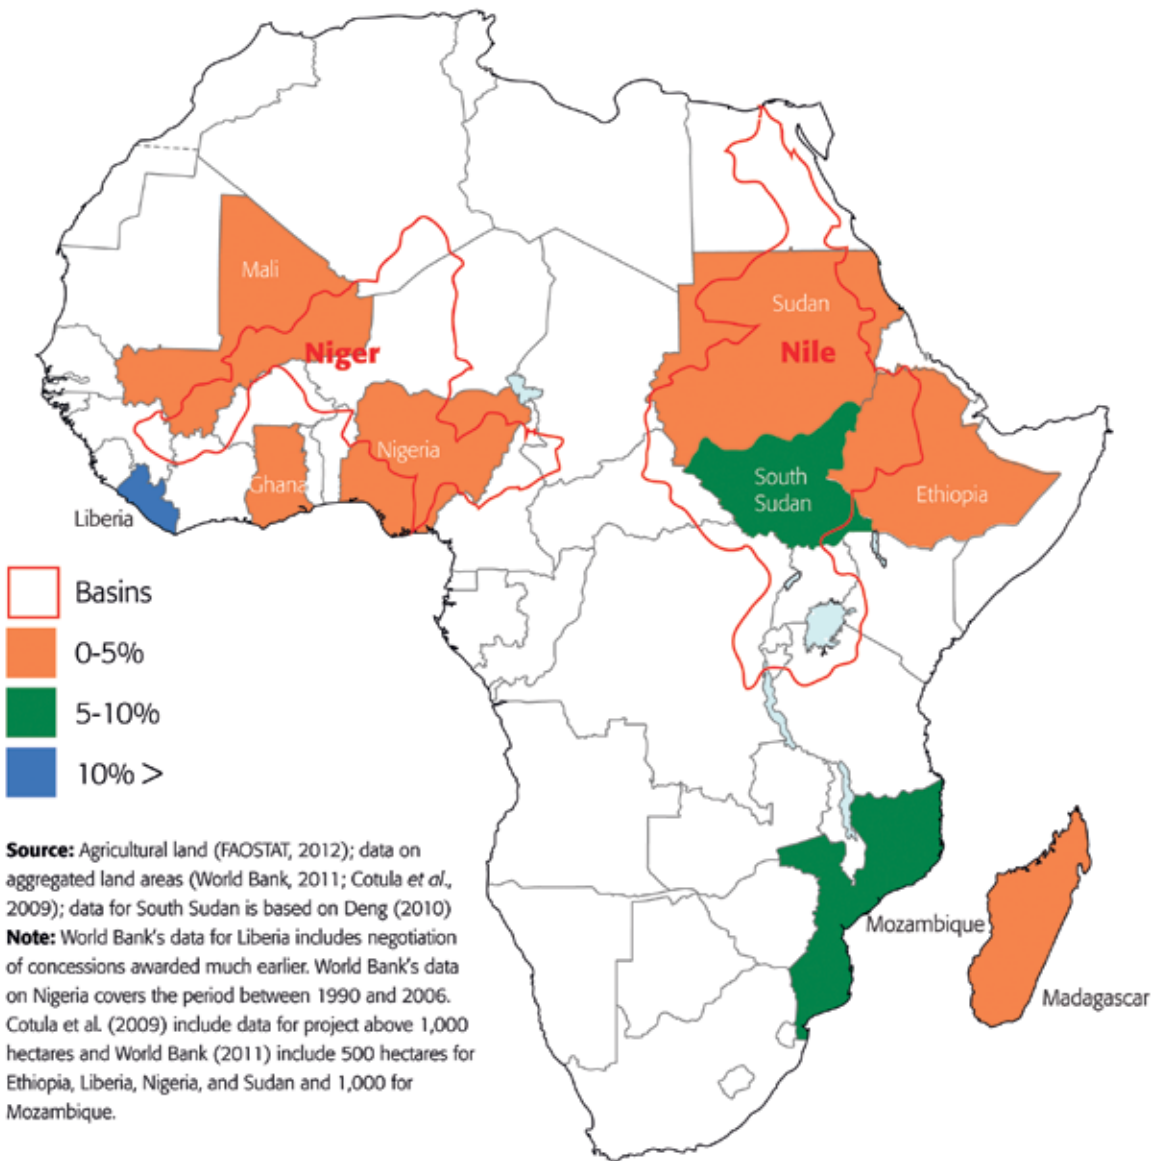 Mali
Niger
Nigeria
Ghana
Liberia
Sudan
Nile
South
Sudan
Ethiopia
Mozambique
Madagascar
Basins
0-5%
5-10%
10% >
Source: Agricultural land (FAOSTAT, 2012); data on
aggregated land areas (World Bank, 2011; Cotula et al.,
2009); data for South Sudan is based on Deng (2010)
Note: World Bank's data for Liberia includes negotiation
of concessions awarded much earlier. World Bank's data
on Nigeria covers the period between 1990 and 2006.
Cotula et al. (2009) include data for project above 1,000
hectares and World Bank (2011) include 500 hectares for
Ethiopia, Liberia, Nigeria, and Sudan and 1,000 for
Mozambique.